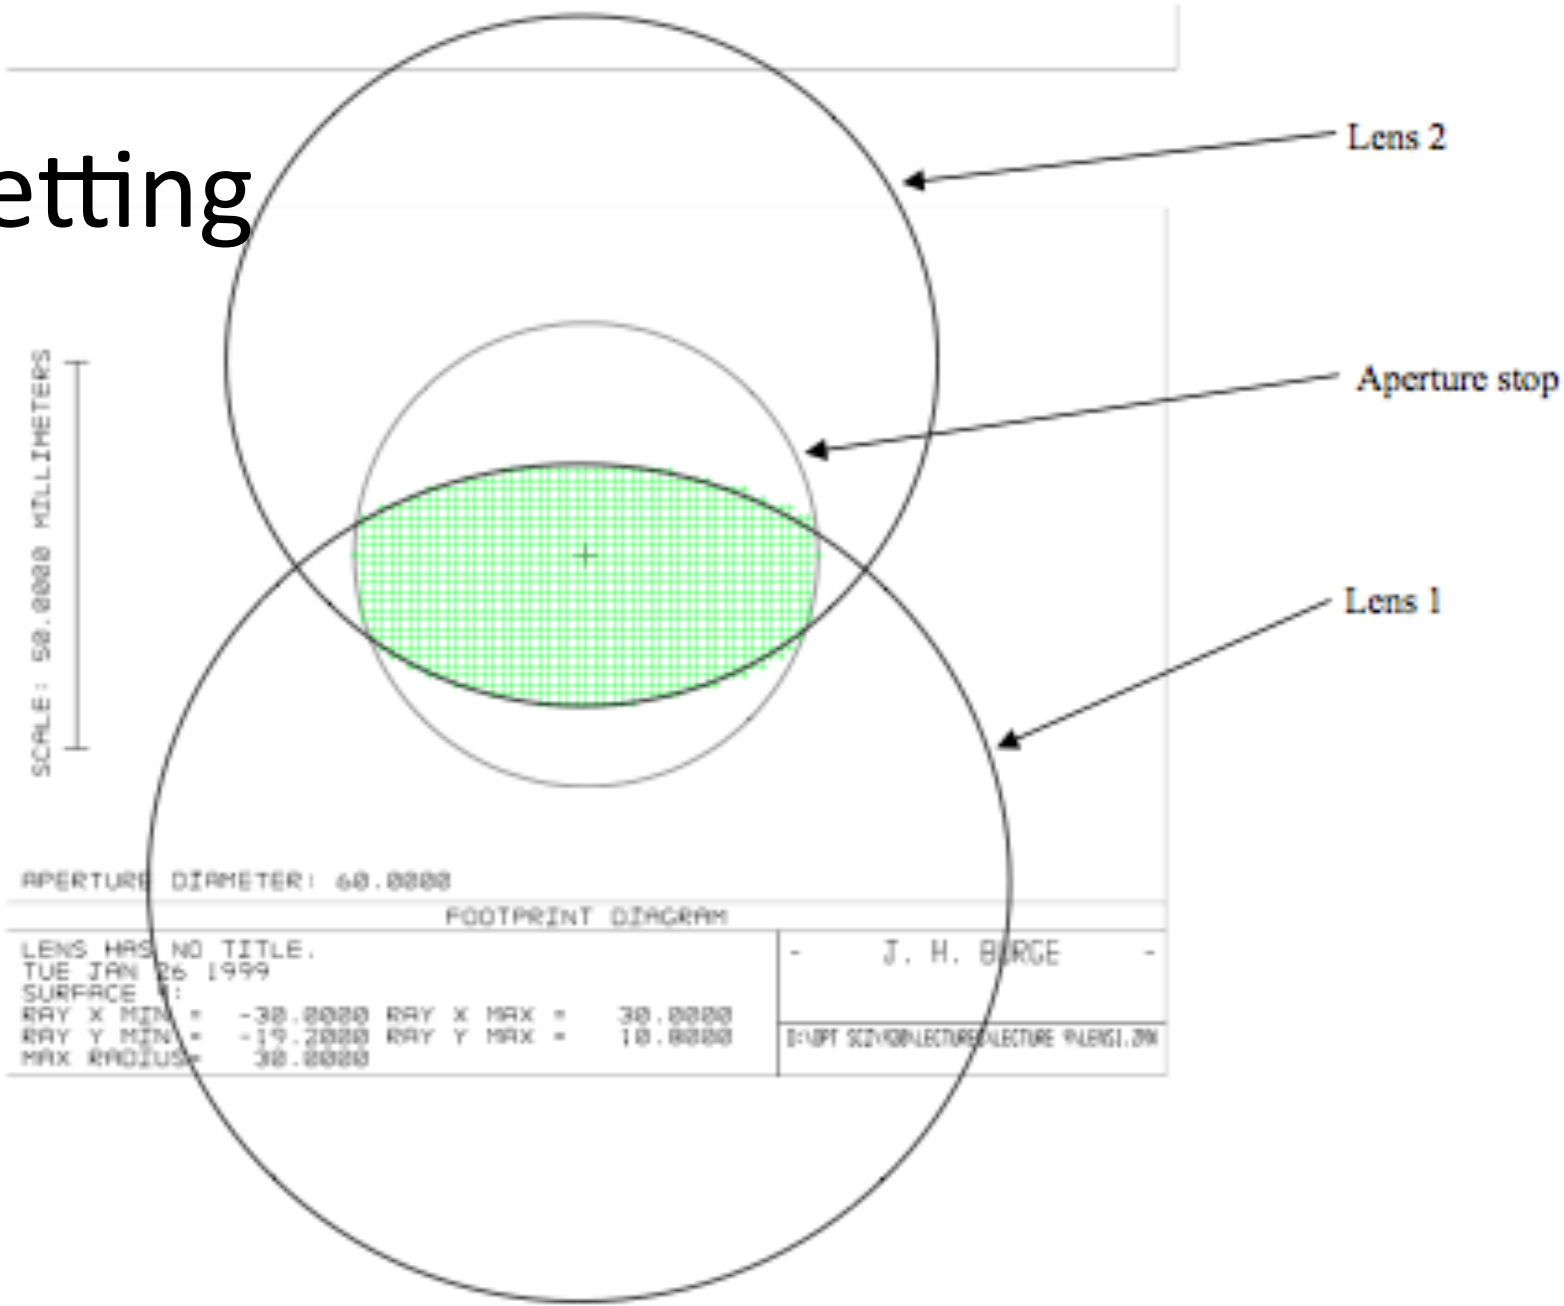 etting
Lens 2
Aperture stop
Lens 1
SCALE: 50.0000 MILLIMETERS
APERTURE DIAMETER: 60.0000
FOOTPRINT DIAGRAM
LENS HAS NO TITLE.
TUE JAN 26 1999
SURFACE
RAY X MIN = -30.0000 RAY X MAX = 30.0000
RAY Y MIN = -19.2000 RAY Y MAX = 10.8000
MAX RADIUS= 30.0000
- J. H. BURGE -